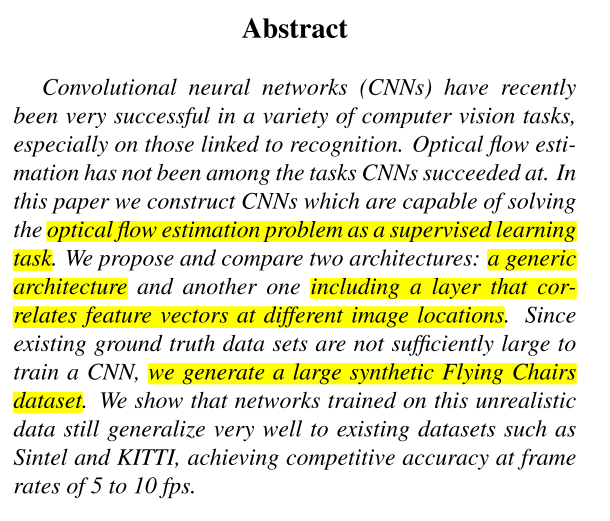 Abstract
Convolutional neural networks (CNNs) have recently
been very successful in a variety of computer vision tasks,
especially on those linked to recognition. Optical flow esti-
mation has not been among the tasks CNNs succeeded at. In
this paper we construct CNNs which are capable of solving
the optical flow estimation problem as a supervised learning
task. We propose and compare two architectures: a generic
architecture and another one including a layer that cor-
relates feature vectors at different image locations. Since
existing ground truth data sets are not sufficiently large to
train a CNN, we generate a large synthetic Flying Chairs
dataset. We show that networks trained on this unrealistic
data still generalize very well to existing datasets such as
Sintel and KITTI, achieving competitive accuracy at frame
rates of 5 to 10 fps.